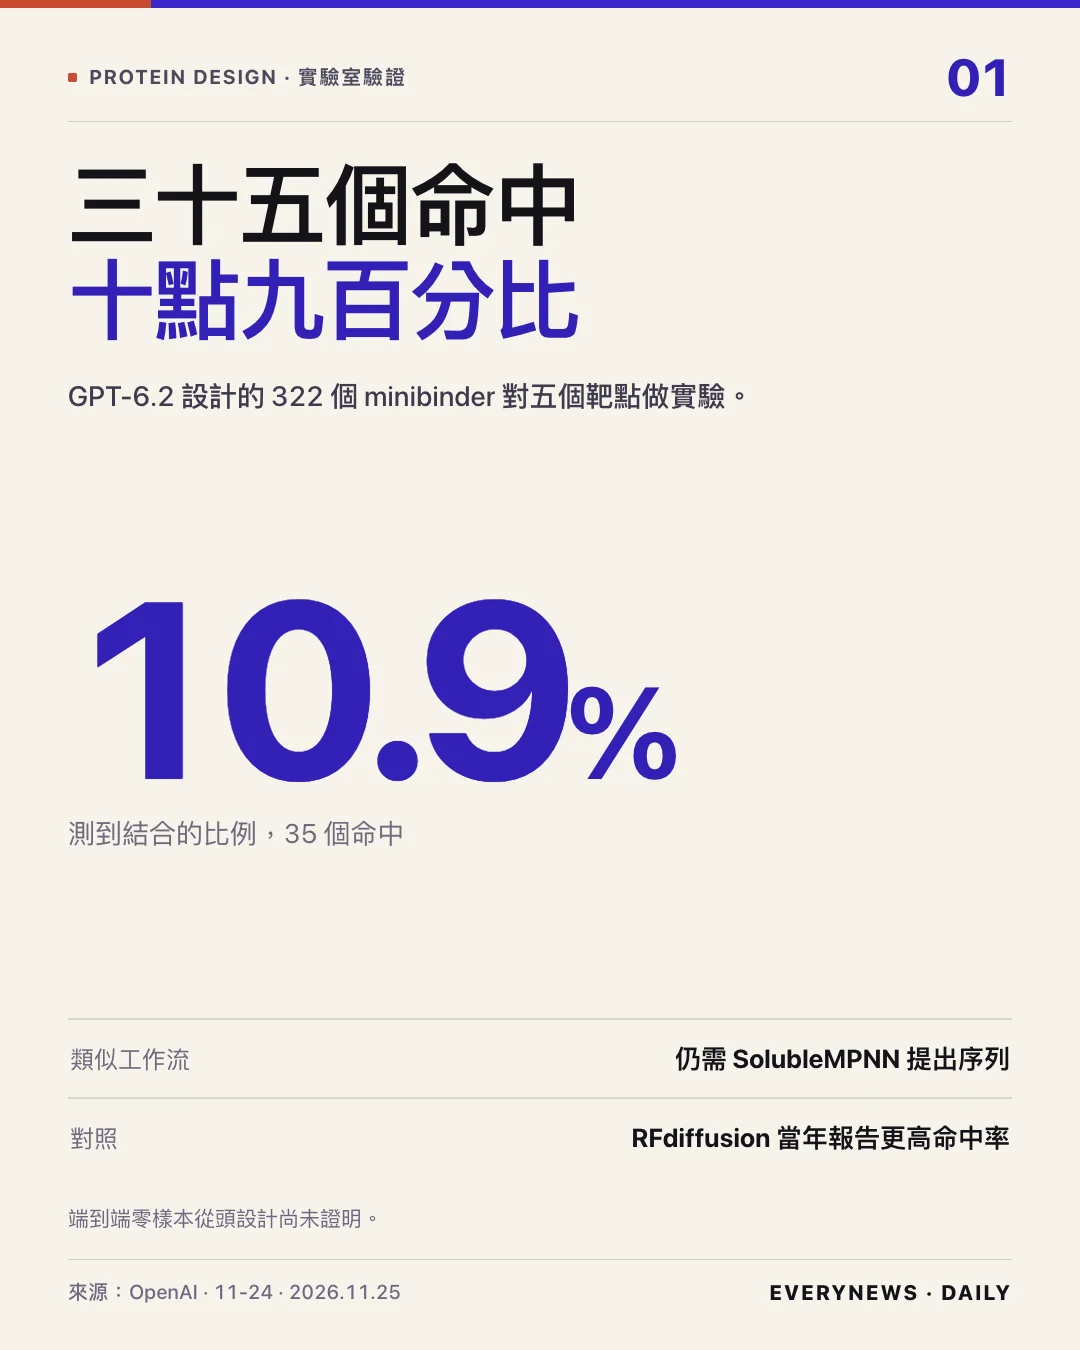 PROTEIN DESIGN · 實驗室驗證
01
三十五個命中
十點九百分比
GPT-6.2 設計的 322 個 minibinder 對五個靶點做實驗。
10.9%
測到結合的比例，35 個命中
類似工作流
仍需 SolubleMPNN 提出序列
對照
RFdiffusion 當年報告更高命中率
端到端零樣本從頭設計尚未證明。
來源：OpenAI · 11-24 · 2026.11.25
EVERYNEWS · DAILY